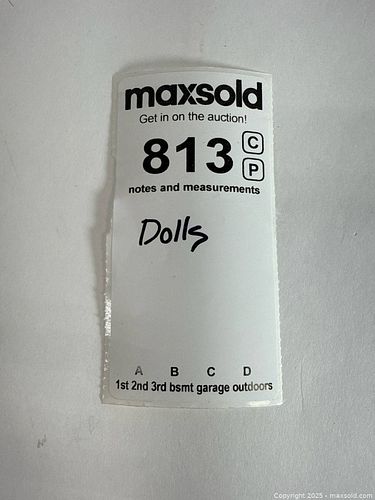 maxsold
Get in on the auction!
813 C
P
notes and measurements
Dolls
A B C D
1st 2nd 3rd bsmt garage outdoors
Copyright 2025 - maxsold.com